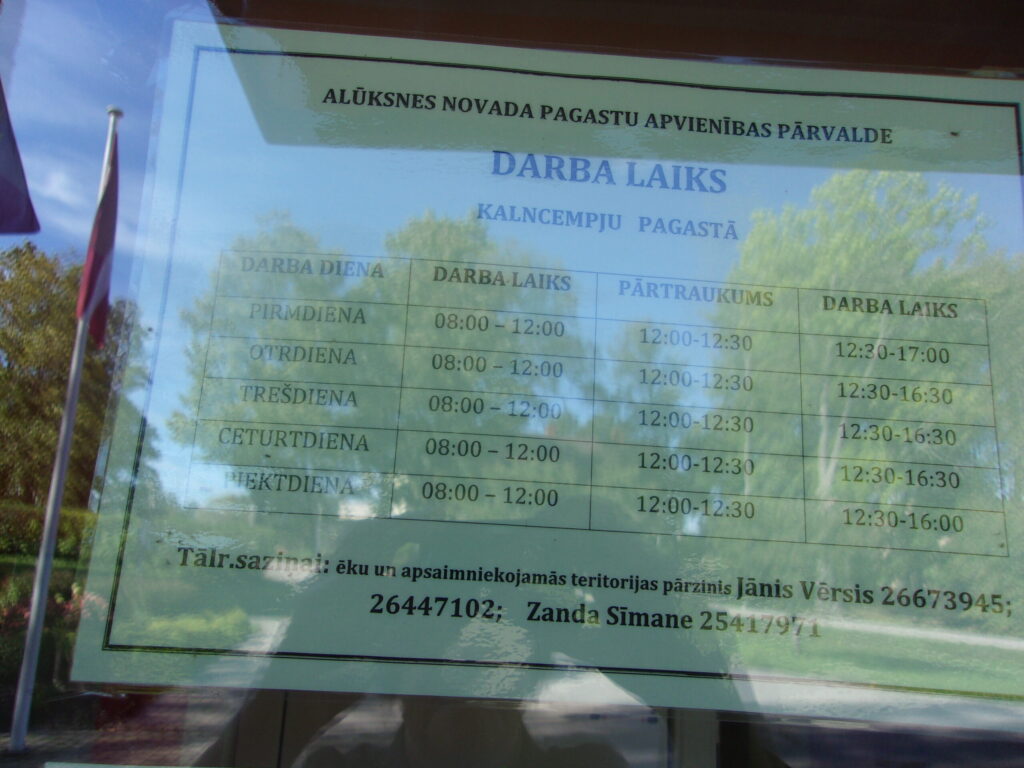 ALŪKSNES NOVADA PAGASTU APVIENĪBAS PĀRVALDE
DARBA LAIKS
KALNCEMPJU PAGASTĀ
DARBA DIENA DARBA LAIKS PĀRTRAUKUMS DARBA LAIKS
PIRMDIENA 08:00 – 12:00 12:00-12:30 12:30-17:00
OTRDIENA 08:00 – 12:00 12:00-12:30 12:30-16:30
TREŠDIENA 08:00 – 12:00 12:00-12:30 12:30-16:30
CETURTDIENA 08:00 – 12:00 12:00-12:30 12:30-16:30
PIEKTDIENA 08:00 – 12:00 12:00-12:30 12:30-16:00
Tālr.saziņai: ēku un apsaimniekojamās teritorijas pārzinis Jānis Vērsis 26673945;
26447102; Zanda Sīmane 25417971